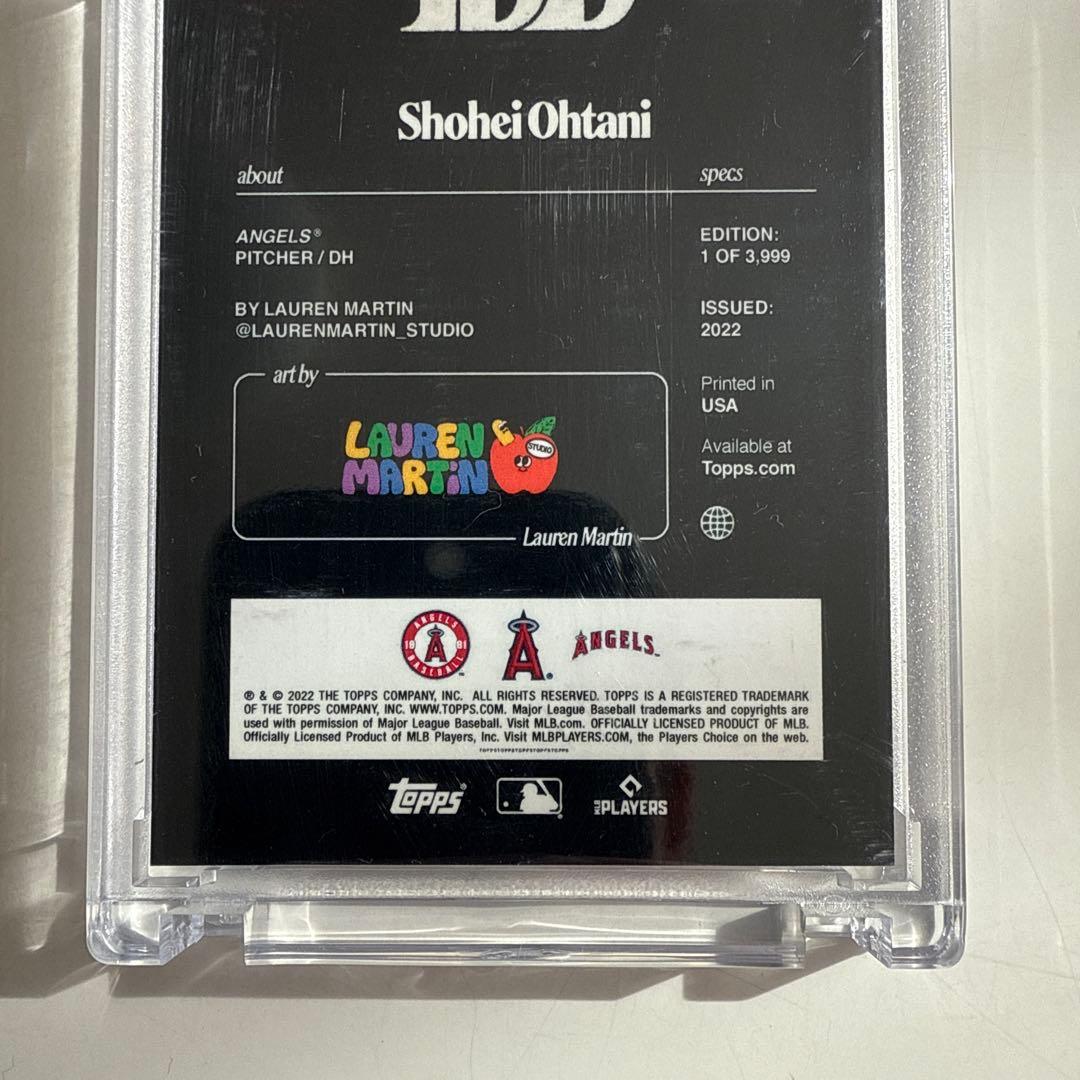 Shohei Ohtani
about
specs
ANGELS®
PITCHER / DH
EDITION:
1 OF 3,999
BY LAUREN MARTIN
@LAURENMARTIN_STUDIO
ISSUED:
2022
art by
LAUREN
MARTIN
STUDIO
Lauren Martin
Printed in
USA
Available at
Topps.com
ANGELS
BASEBALL
A
A
ANGELS
® & © 2022 THE TOPPS COMPANY, INC. ALL RIGHTS RESERVED. TOPPS IS A REGISTERED TRADEMARK
OF THE TOPPS COMPANY, INC. WWW.TOPPS.COM. Major League Baseball trademarks and copyrights are
used with permission of Major League Baseball. Visit MLB.com. OFFICIALLY LICENSED PRODUCT OF MLB.
Officially Licensed Product of MLB Players, Inc. Visit MLBPLAYERS.COM, the Players Choice on the web.
TOPPSTOPPSTOPPSTOPPSTOPPS
Topps®
MLB PLAYERS